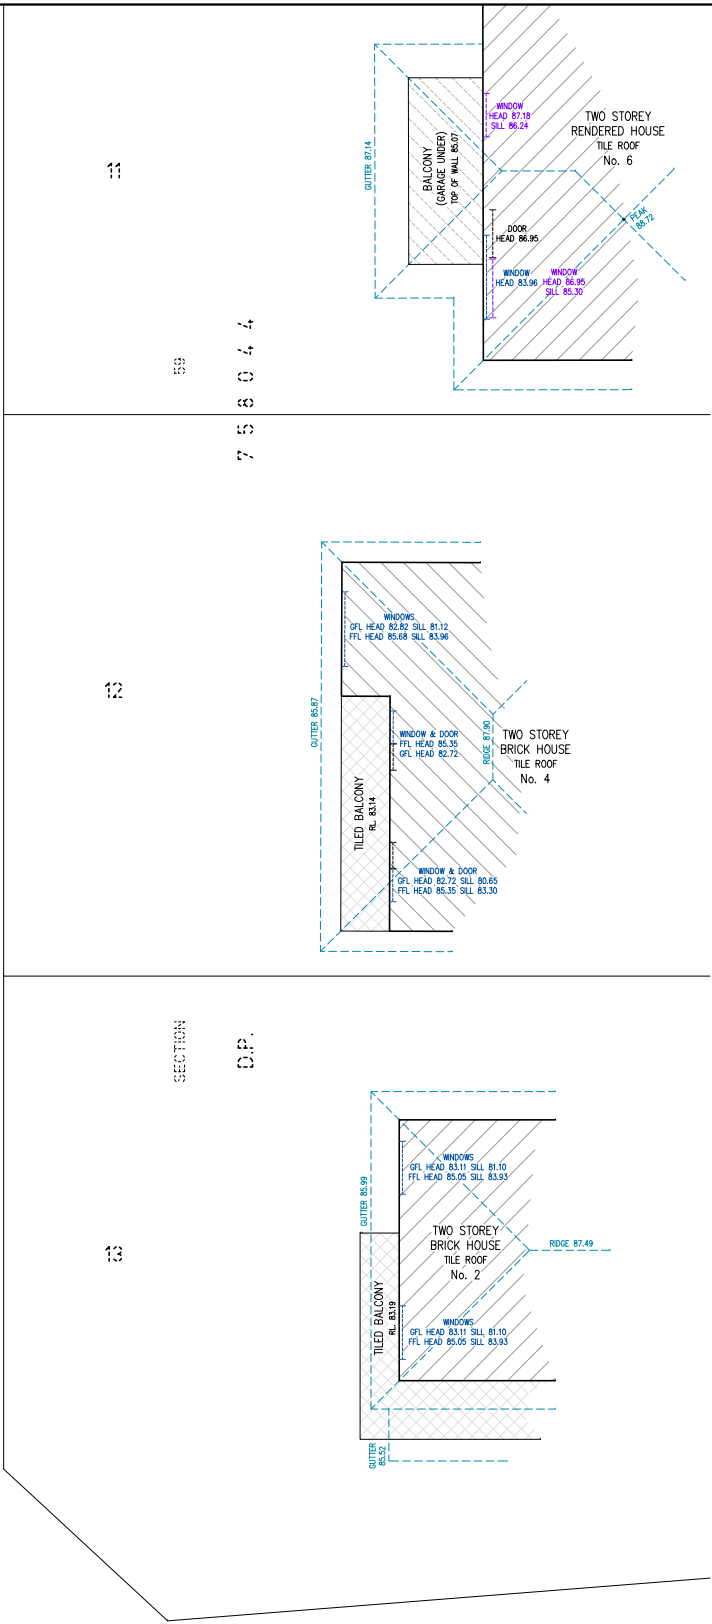 11
GUTTER 87.14
BALCONY
(GARAGE UNDER)
TOP OF WALL 85.07
WINDOW
HEAD 87.18
SILL 86.24
TWO STOREY
RENDERED HOUSE
TILE ROOF
No. 6
PEAK
88.72
DOOR
HEAD 86.95
WINDOW
HEAD 83.96
WINDOW
HEAD 86.95
SILL 85.30
59
758044
12
GUTTER 85.87
WINDOWS
GFL HEAD 82.82 SILL 81.12
FFL HEAD 85.68 SILL 83.96
WINDOW & DOOR
FFL HEAD 85.35
GFL HEAD 82.72
RIDGE 87.90
TWO STOREY
BRICK HOUSE
TILE ROOF
No. 4
TILED BALCONY
RL. 83.14
WINDOW & DOOR
GFL HEAD 82.72 SILL 80.65
FFL HEAD 85.35 SILL 83.30
SECTION
D.P.
13
GUTTER 85.99
WINDOWS
GFL HEAD 83.11 SILL 81.10
FFL HEAD 85.05 SILL 83.93
TWO STOREY
BRICK HOUSE
TILE ROOF
No. 2
RIDGE 87.49
TILED BALCONY
RL. 83.19
WINDOWS
GFL HEAD 83.11 SILL 81.10
FFL HEAD 85.05 SILL 83.93
GUTTER
85.52